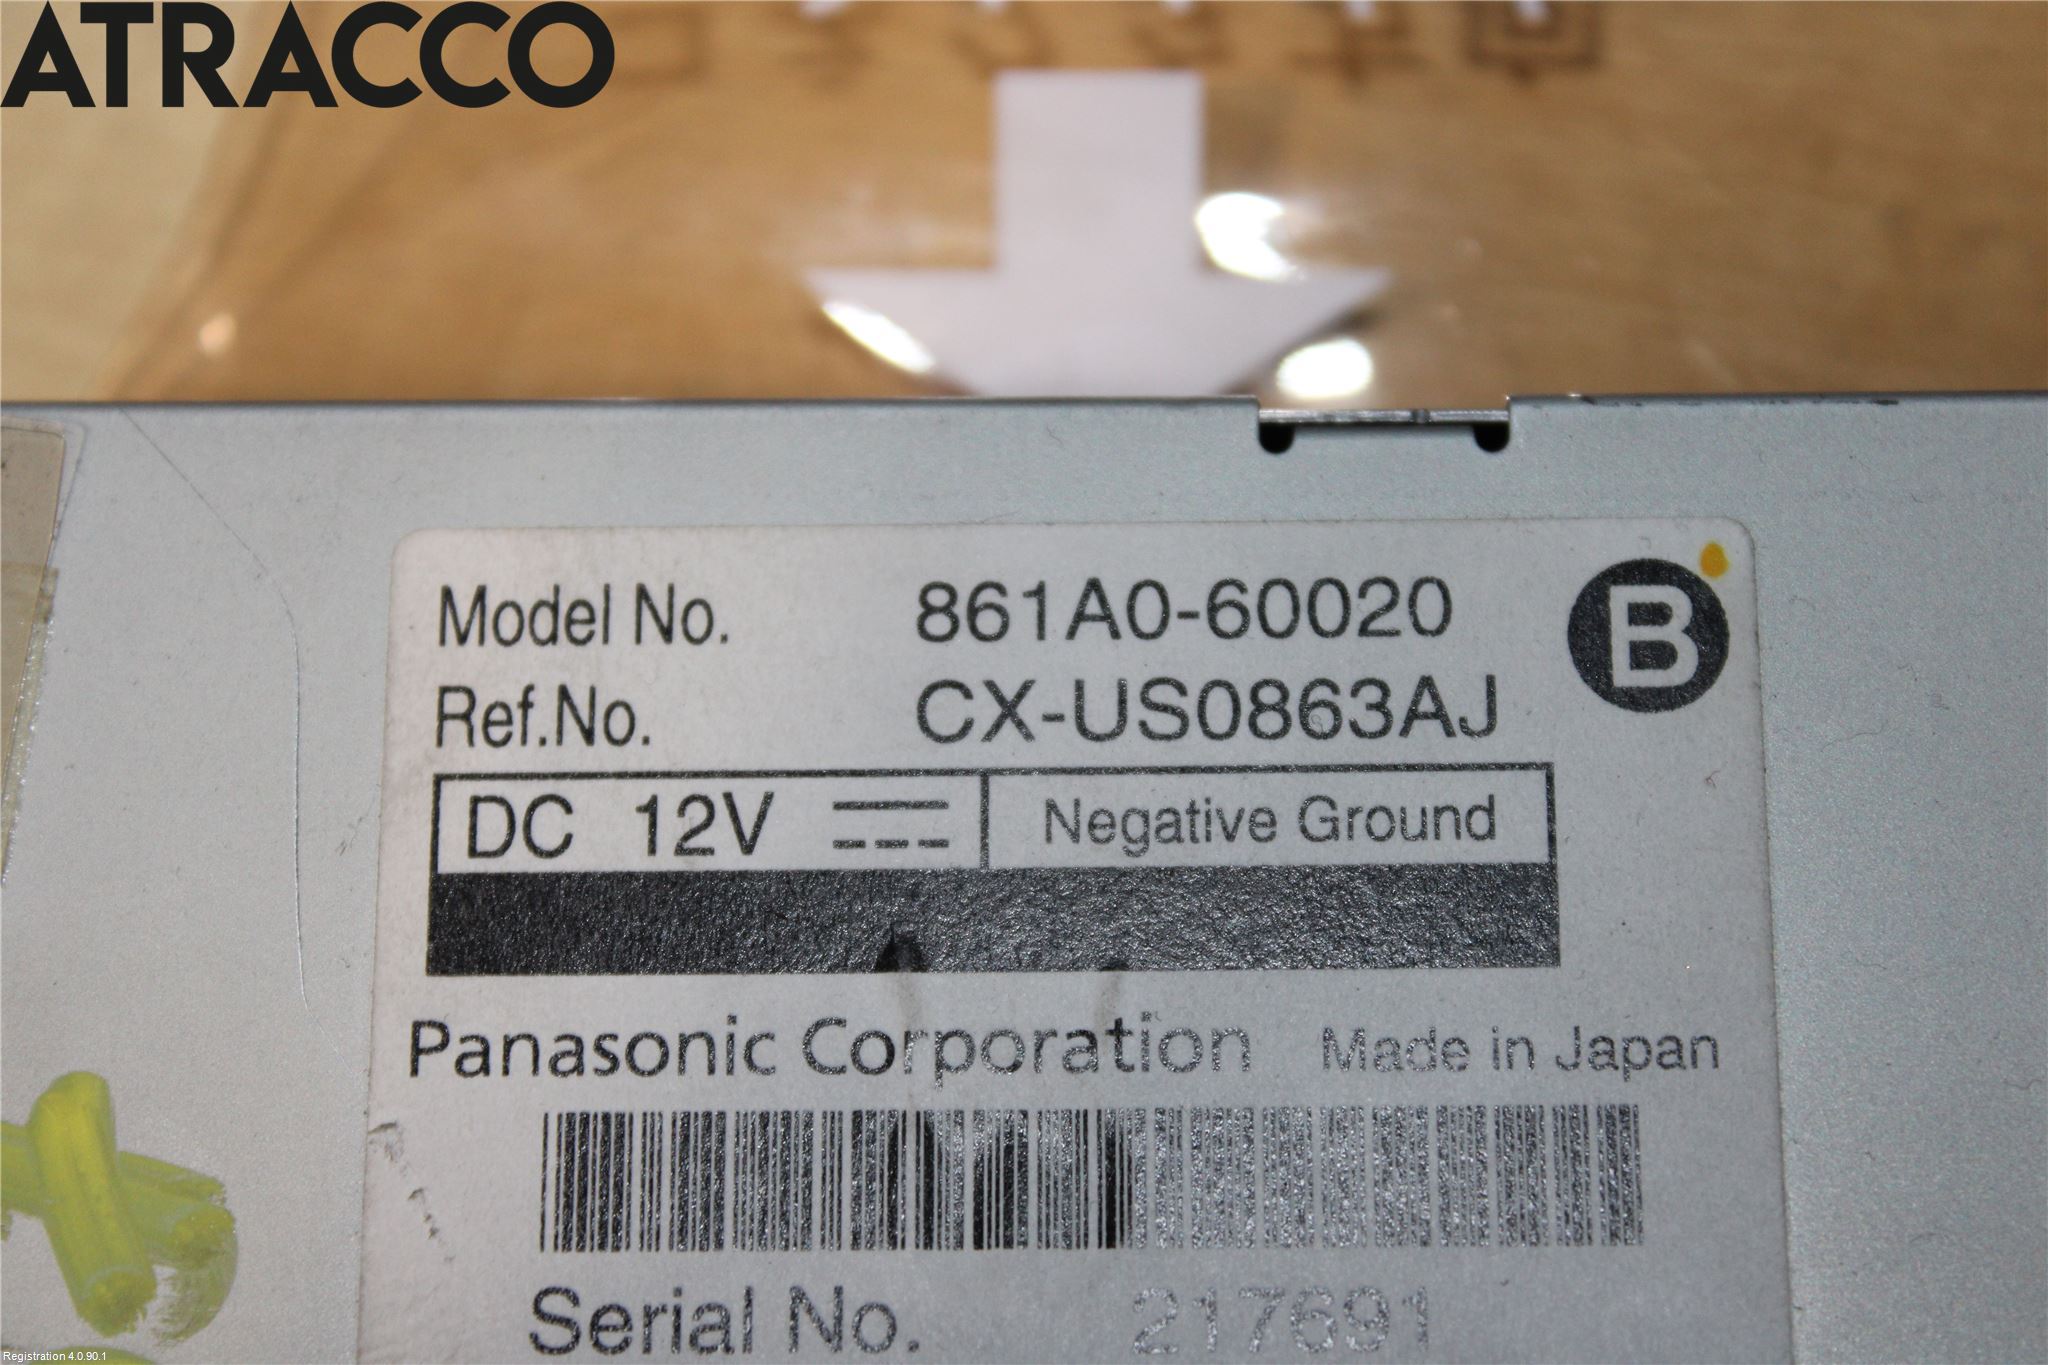 ATRACCO
Model No. 861A0-60020
B
Ref.No. CX-US0863AJ
DC 12V Negative Ground
Panasonic Corporation Made in Japan
Serial No. 217691
Registration 4.0.90.1